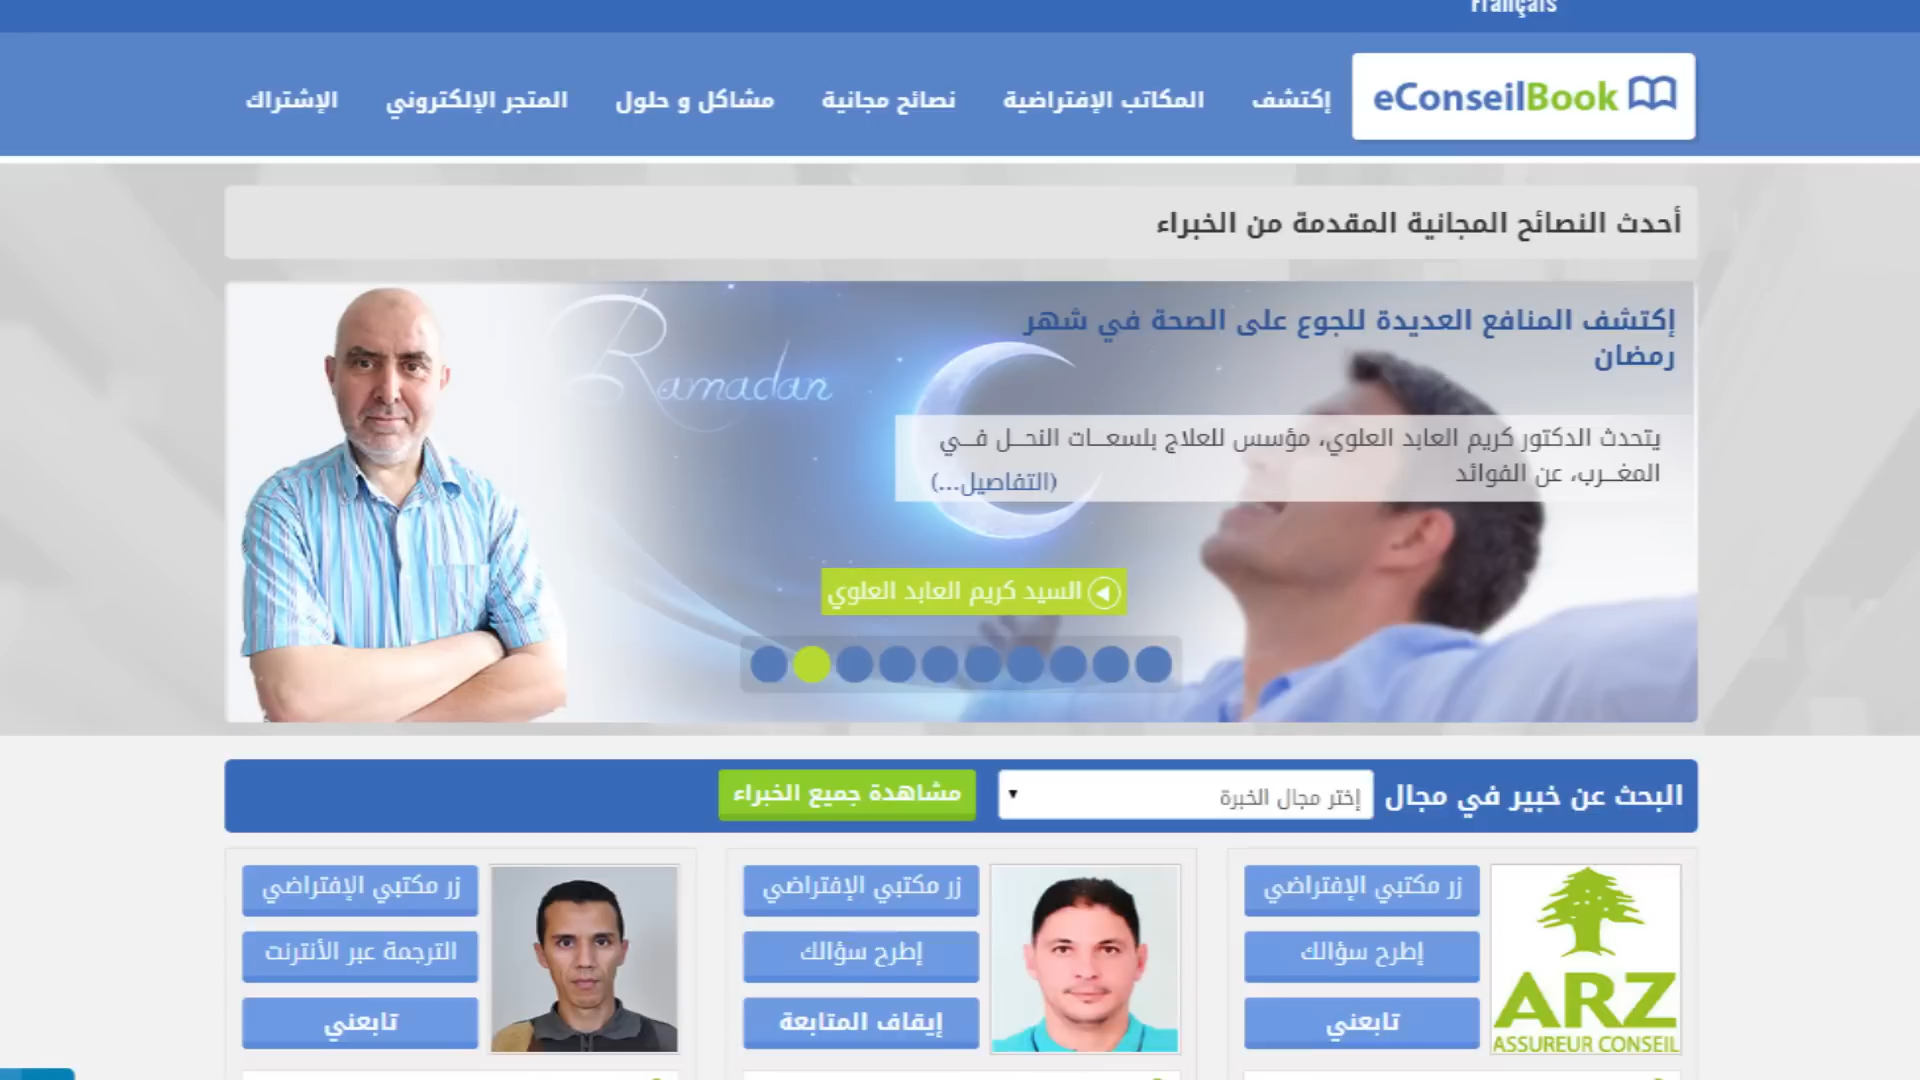 Français
eConseilBook
إكتشف
المكاتب الإفتراضية
نصائح مجانية
مشاكل و حلول
المتجر الإلكتروني
الإشتراك
أحدث النصائح المجانية المقدمة من الخبراء
Ramadan
إكتشف المنافع العديدة للجوع على الصحة في شهر
رمضان
يتحدث الدكتور كريم العابد العلوي، مؤسس للعلاج بلسعات النحل في
المغرب، عن الفوائد
(التفاصيل...)
السيد كريم العابد العلوي
البحث عن خبير في مجال
إختر مجال الخبرة
مشاهدة جميع الخبراء
ARZ
ASSUREUR CONSEIL
زر مكتبي الإفتراضي
إطرح سؤالك
تابعني
زر مكتبي الإفتراضي
إطرح سؤالك
إيقاف المتابعة
زر مكتبي الإفتراضي
الترجمة عبر الأنترنت
تابعني